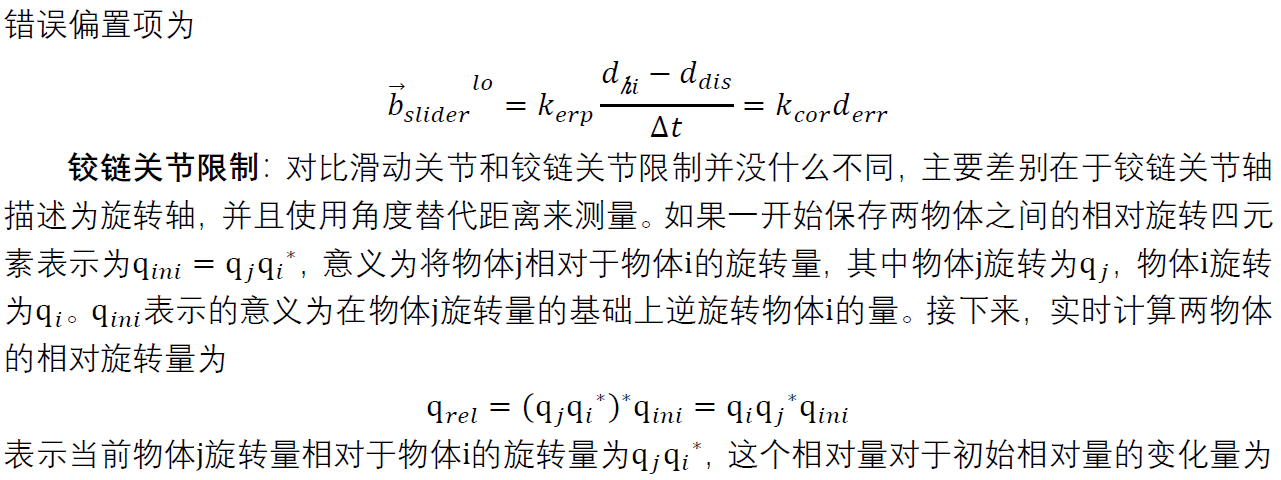 错误偏置项为
$\vec{b}_{slider}{}^{lo} = k_{erp}\frac{d_{hi} - d_{dis}}{\Delta t} = k_{cor}d_{err}$
铰链关节限制：对比滑动关节和铰链关节限制并没什么不同，主要差别在于铰链关节轴
描述为旋转轴，并且使用角度替代距离来测量。如果一开始保存两物体之间的相对旋转四元
素表示为$q_{ini} = q_j q_i{}^*$，意义为将物体j相对于物体i的旋转量，其中物体j旋转为$q_j$，物体i旋转
为$q_i$。$q_{ini}$表示的意义为在物体j旋转量的基础上逆旋转物体i的量。接下来，实时计算两物体
的相对旋转量为
$q_{rel} = (q_j q_i{}^*)^* q_{ini} = q_i q_j{}^* q_{ini}$
表示当前物体j旋转量相对于物体i的旋转量为$q_j q_i{}^*$，这个相对量对于初始相对量的变化量为